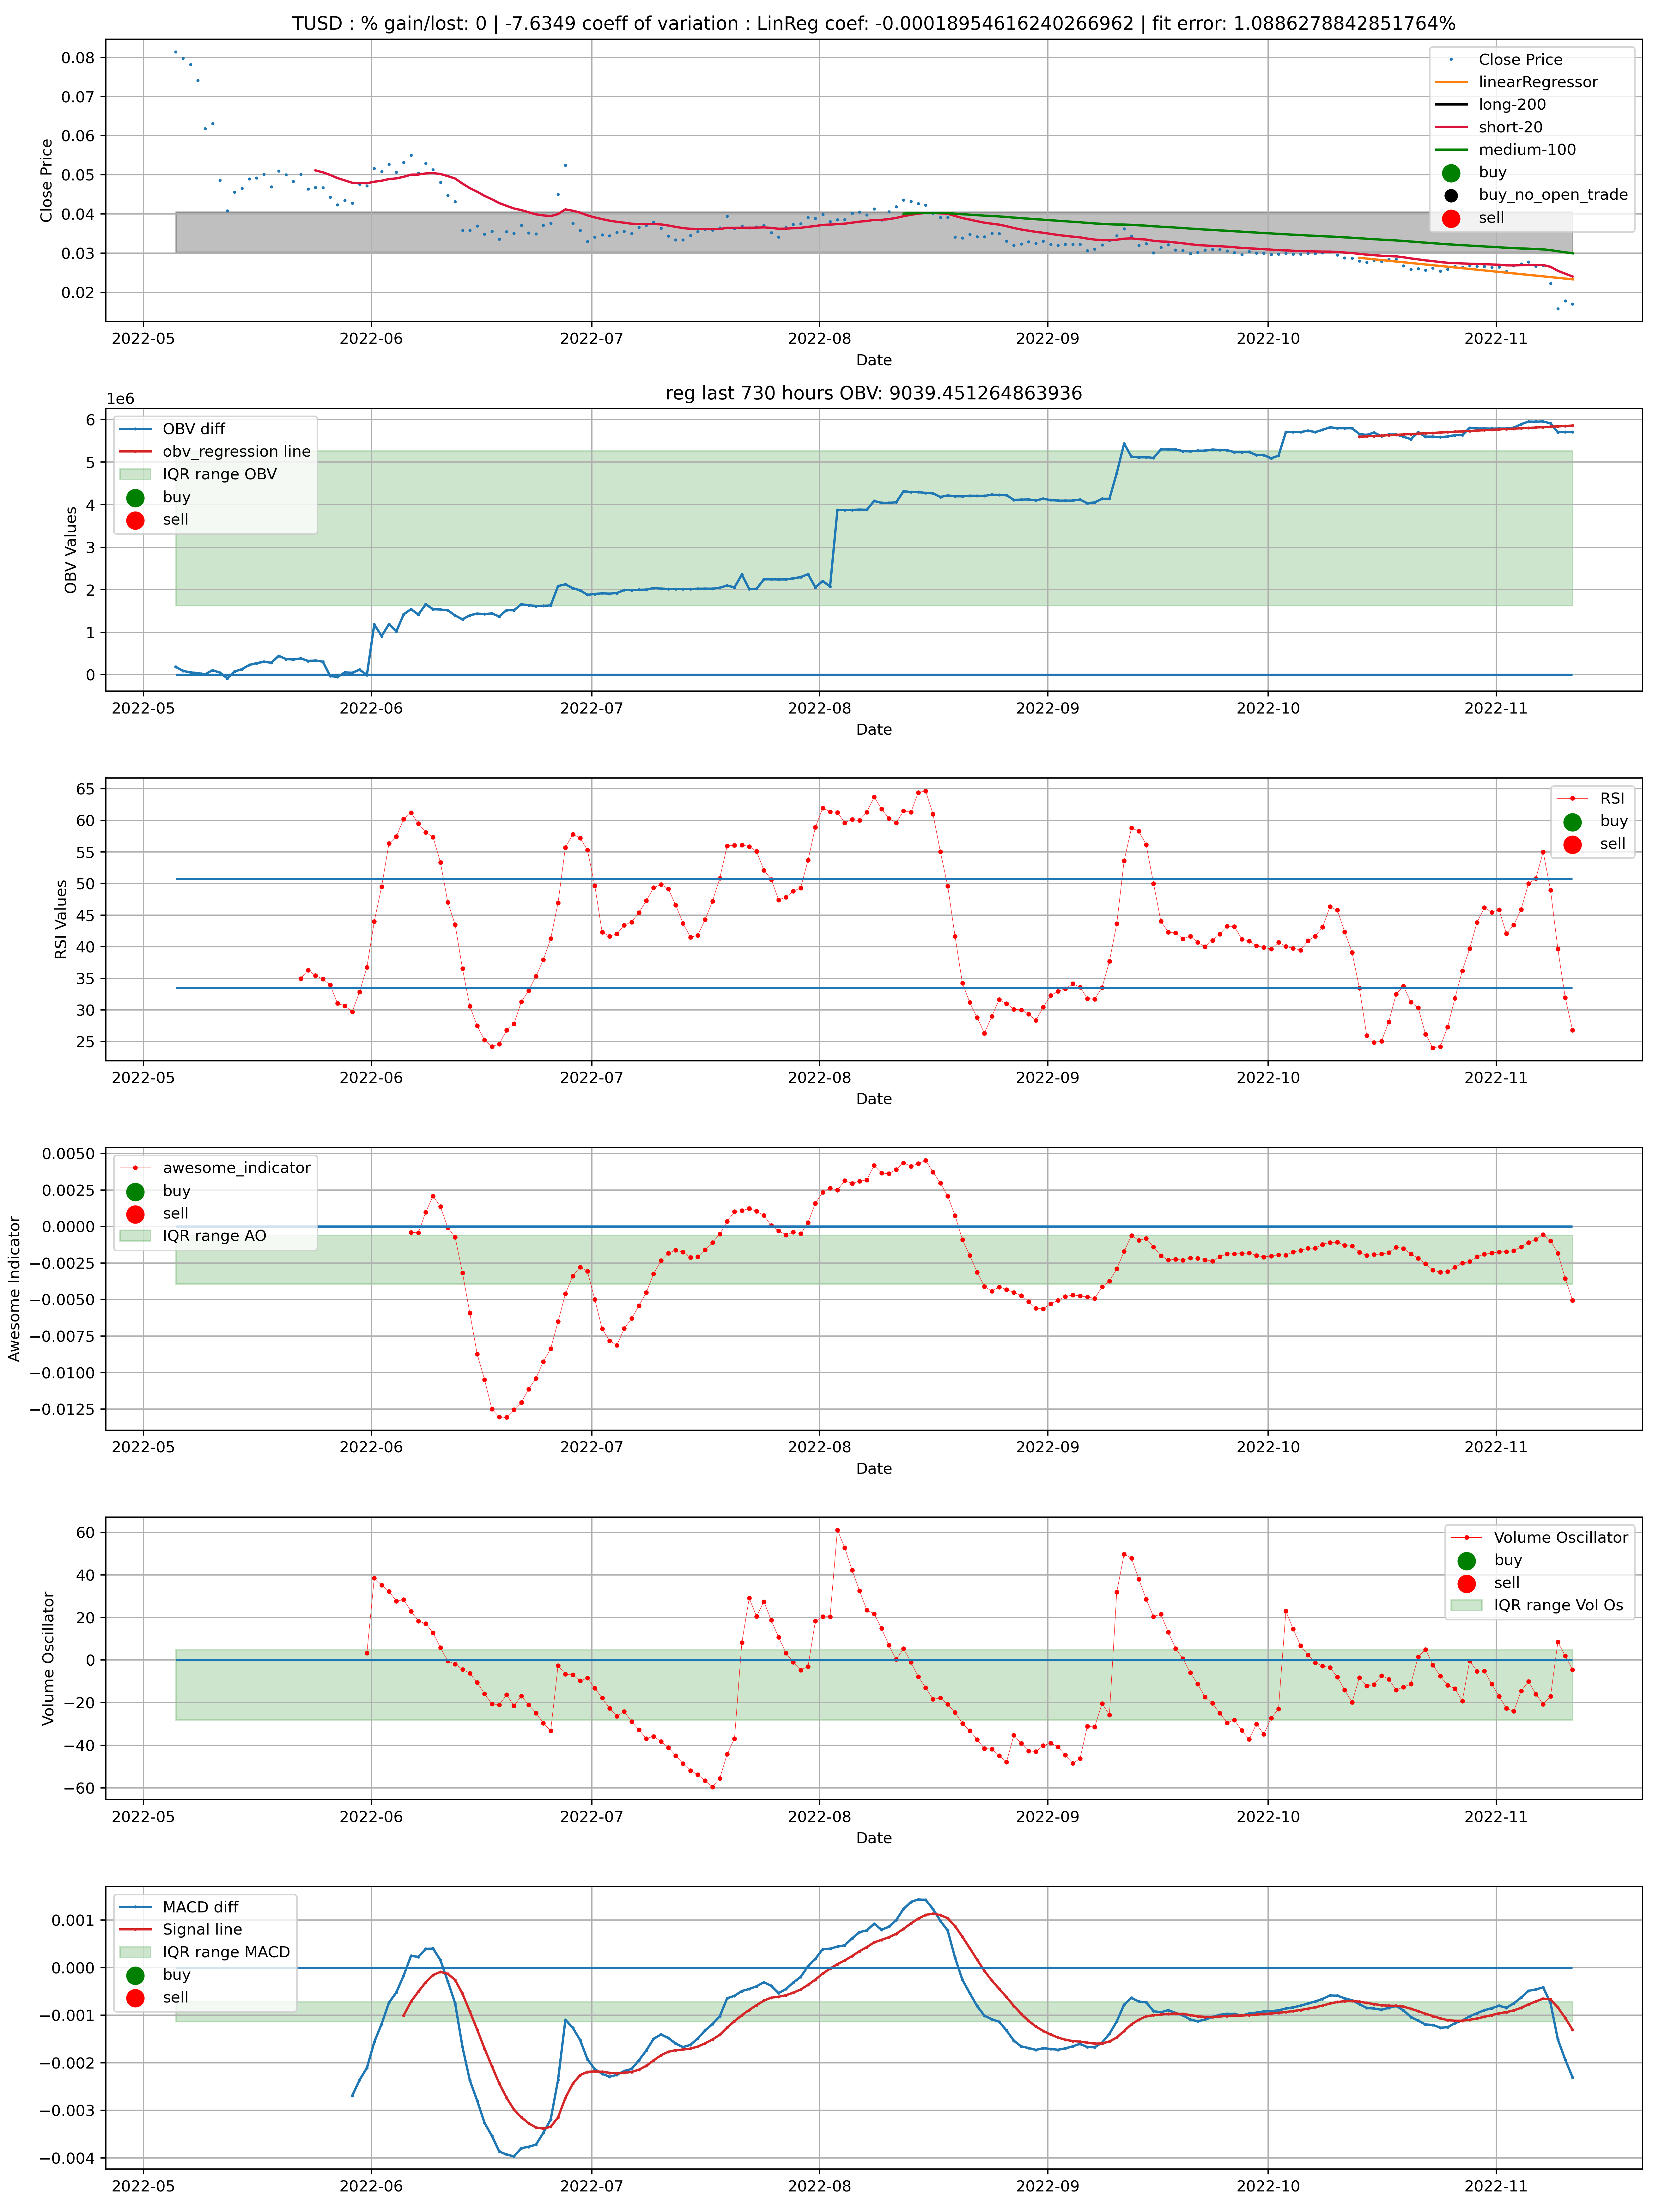 TUSD : % gain/lost: 0 | -7.6349 coeff of variation : LinReg coef: -0.00018954616240266962 | fit error: 1.0886278842851764%
Close Price
0.08
0.07
0.06
0.05
0.04
0.03
0.02
Close Price
linearRegressor
long-200
short-20
medium-100
buy
buy_no_open_trade
sell
2022-05 2022-06 2022-07 2022-08 2022-09 2022-10 2022-11
Date
reg last 730 hours OBV: 9039.451264863936
1e6
OBV Values
6
5
4
3
2
1
0
OBV diff
obv_regression line
IQR range OBV
buy
sell
2022-05 2022-06 2022-07 2022-08 2022-09 2022-10 2022-11
Date
RSI Values
65
60
55
50
45
40
35
30
25
RSI
buy
sell
2022-05 2022-06 2022-07 2022-08 2022-09 2022-10 2022-11
Date
Awesome Indicator
0.0050
0.0025
0.0000
−0.0025
−0.0050
−0.0075
−0.0100
−0.0125
awesome_indicator
buy
sell
IQR range AO
2022-05 2022-06 2022-07 2022-08 2022-09 2022-10 2022-11
Date
Volume Oscillator
60
40
20
0
−20
−40
−60
Volume Oscillator
buy
sell
IQR range Vol Os
2022-05 2022-06 2022-07 2022-08 2022-09 2022-10 2022-11
Date
0.001
0.000
−0.001
−0.002
−0.003
−0.004
MACD diff
Signal line
IQR range MACD
buy
sell
2022-05 2022-06 2022-07 2022-08 2022-09 2022-10 2022-11